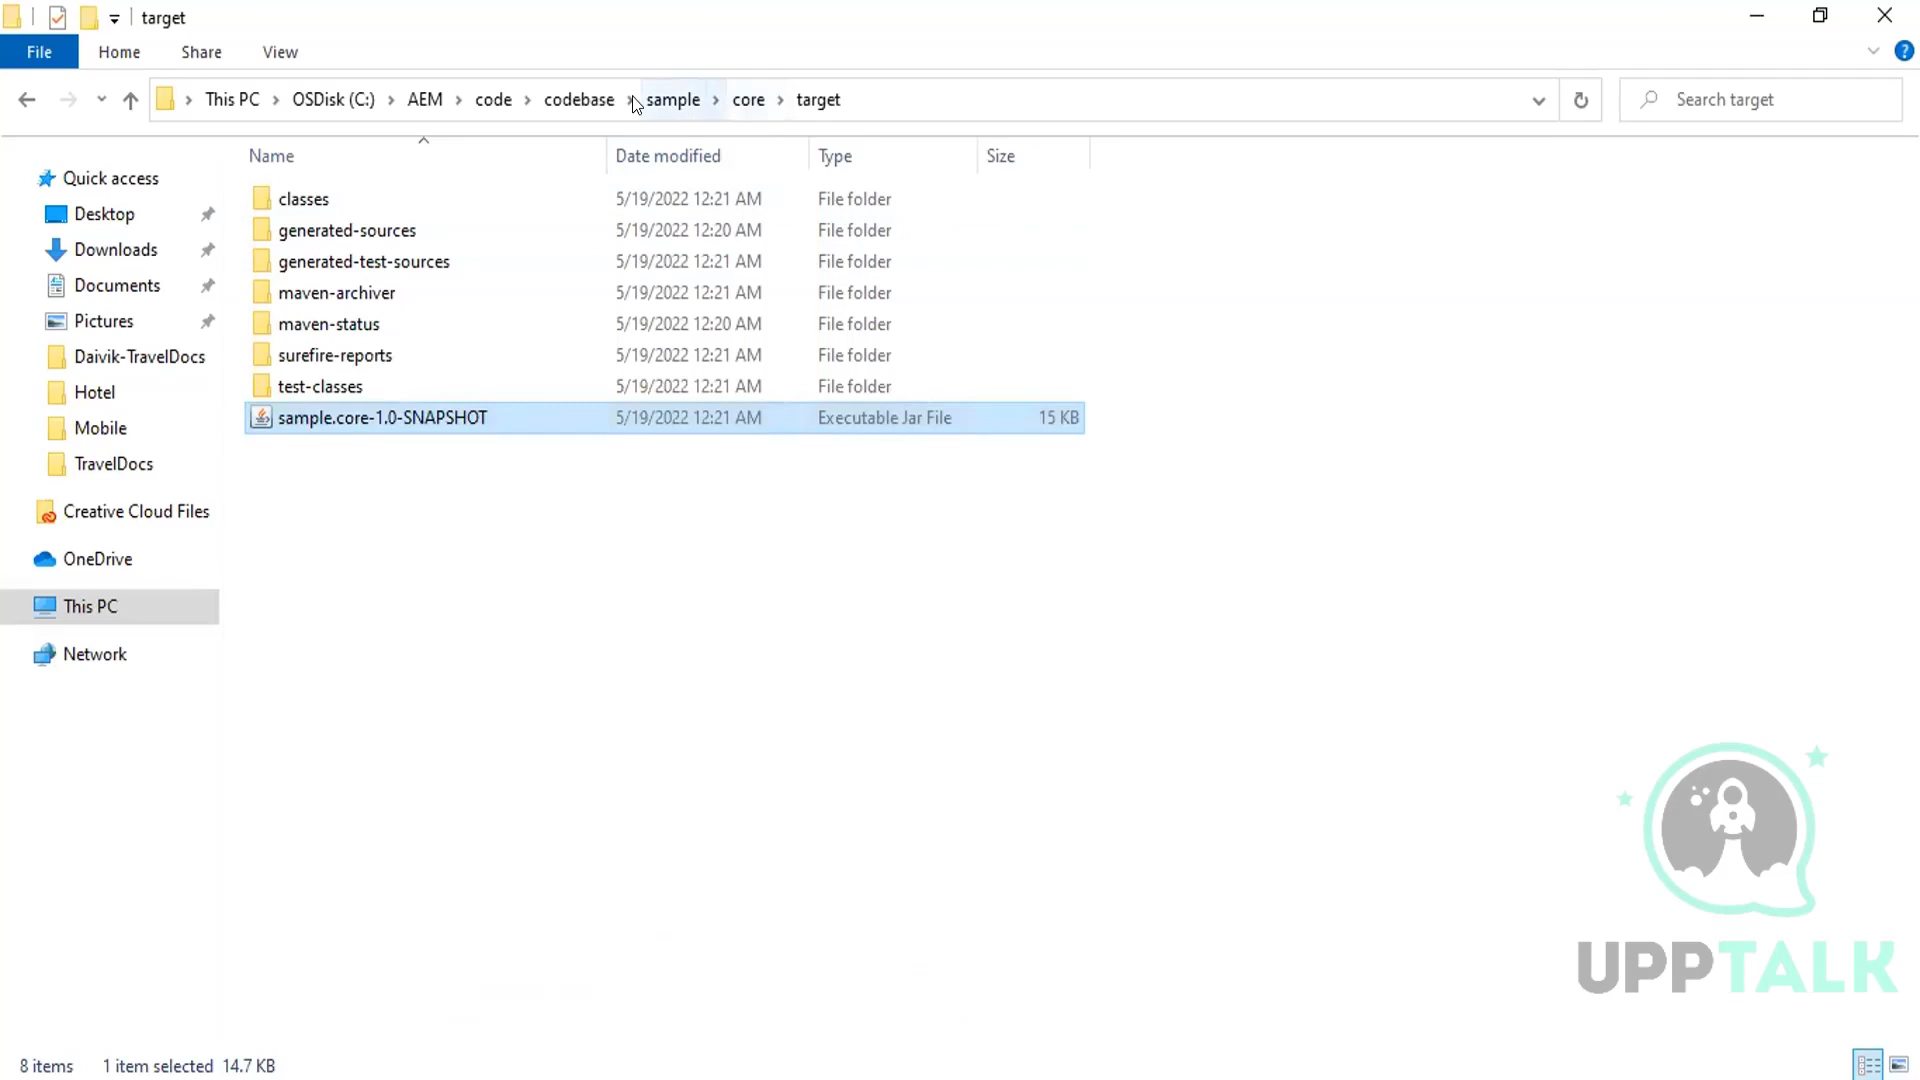 target
File Home Share View
This PC OSDisk (C:) AEM code codebase sample core target Search target
Name Date modified Type Size
Quick access
Desktop
Downloads
Documents
Pictures
Daivik-TravelDocs
Hotel
Mobile
TravelDocs
Creative Cloud Files
OneDrive
This PC
Network
classes 5/19/2022 12:21 AM File folder
generated-sources 5/19/2022 12:20 AM File folder
generated-test-sources 5/19/2022 12:21 AM File folder
maven-archiver 5/19/2022 12:21 AM File folder
maven-status 5/19/2022 12:20 AM File folder
surefire-reports 5/19/2022 12:21 AM File folder
test-classes 5/19/2022 12:21 AM File folder
sample.core-1.0-SNAPSHOT 5/19/2022 12:21 AM Executable Jar File 15 KB
UPPTALK
8 items 1 item selected 14.7 KB